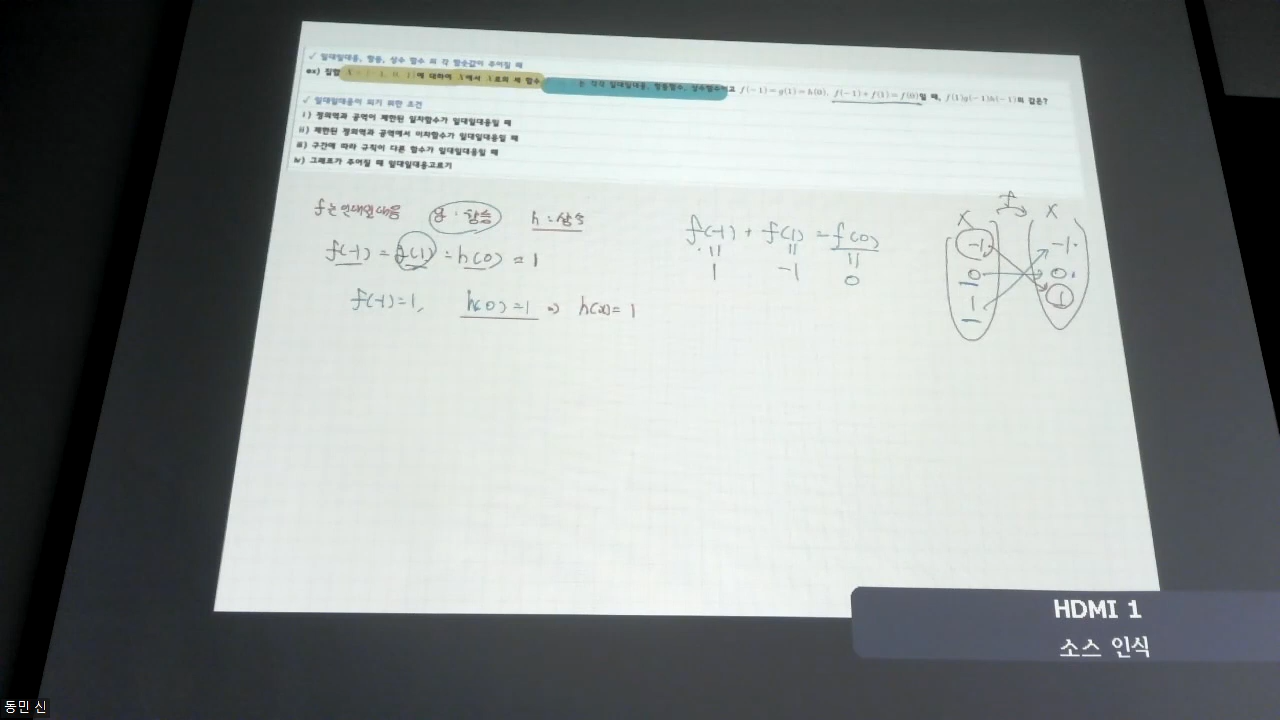 ✓ 일대일대응, 항등, 상수 함수 의 각 함숫값이 주어질 때
ex) 집합 X = {-1, 0, 1}에 대하여 X에서 X로의 세 함수 는 각각 일대일대응, 항등함수, 상수함수이고 f(-1)=g(1)=h(0), f(-1)+f(1)=f(0)일 때, f(1)g(-1)h(-1)의 값은?
✓ 일대일대응이 되기 위한 조건
i) 정의역과 공역이 제한된 일차함수가 일대일대응일 때
ii) 제한된 정의역과 공역에서 이차함수가 일대일대응일 때
iii) 구간에 따라 규칙이 다른 함수가 일대일대응일 때
iv) 그래프가 주어질 때 일대일대응고르기
f는 일대일대응 g : 항등 h : 상수
f(-1) = g(1) = h(0) = 1
f(-1)=1, h(0)=1 ⇒ h(x)=1
f(-1) + f(1) = f(0)
1 -1 0
f
X X
-1 -1
0 0
1 1
HDMI 1
소스 인식
동민 신